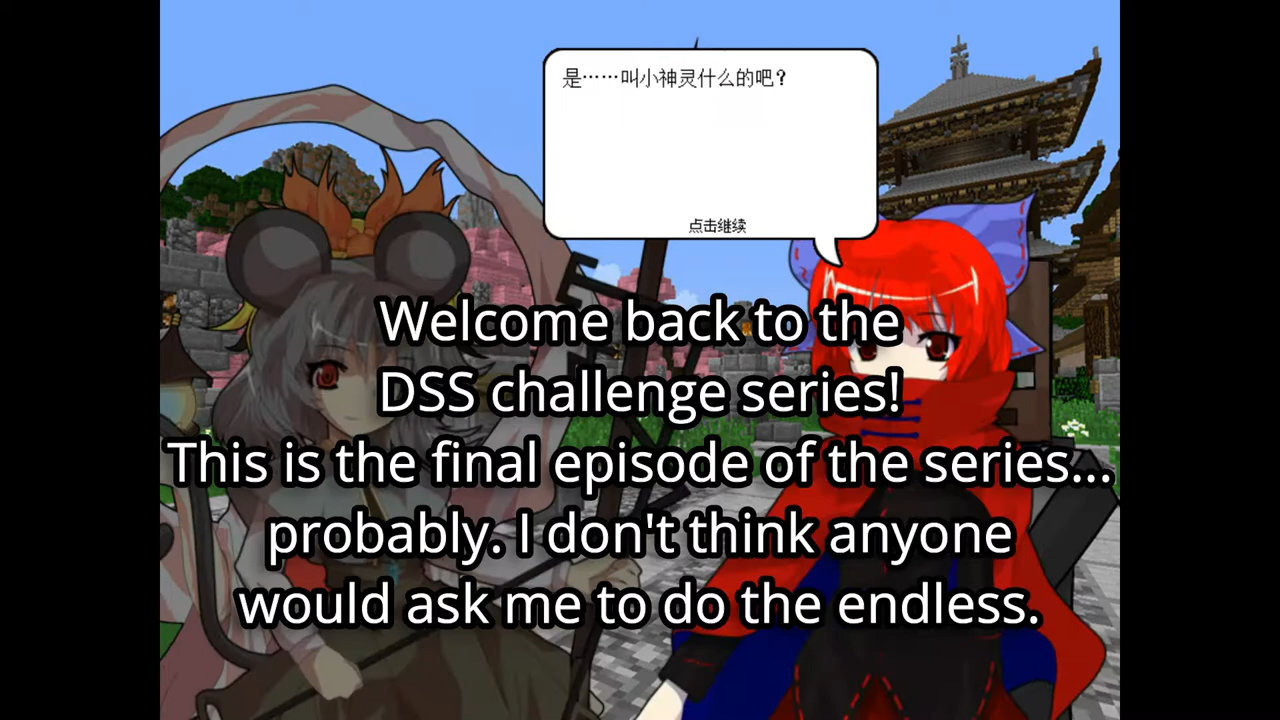 是……叫小神灵什么的吧？
点击继续
Welcome back to the
DSS challenge series!
This is the final episode of the series...
probably. I don't think anyone
would ask me to do the endless.